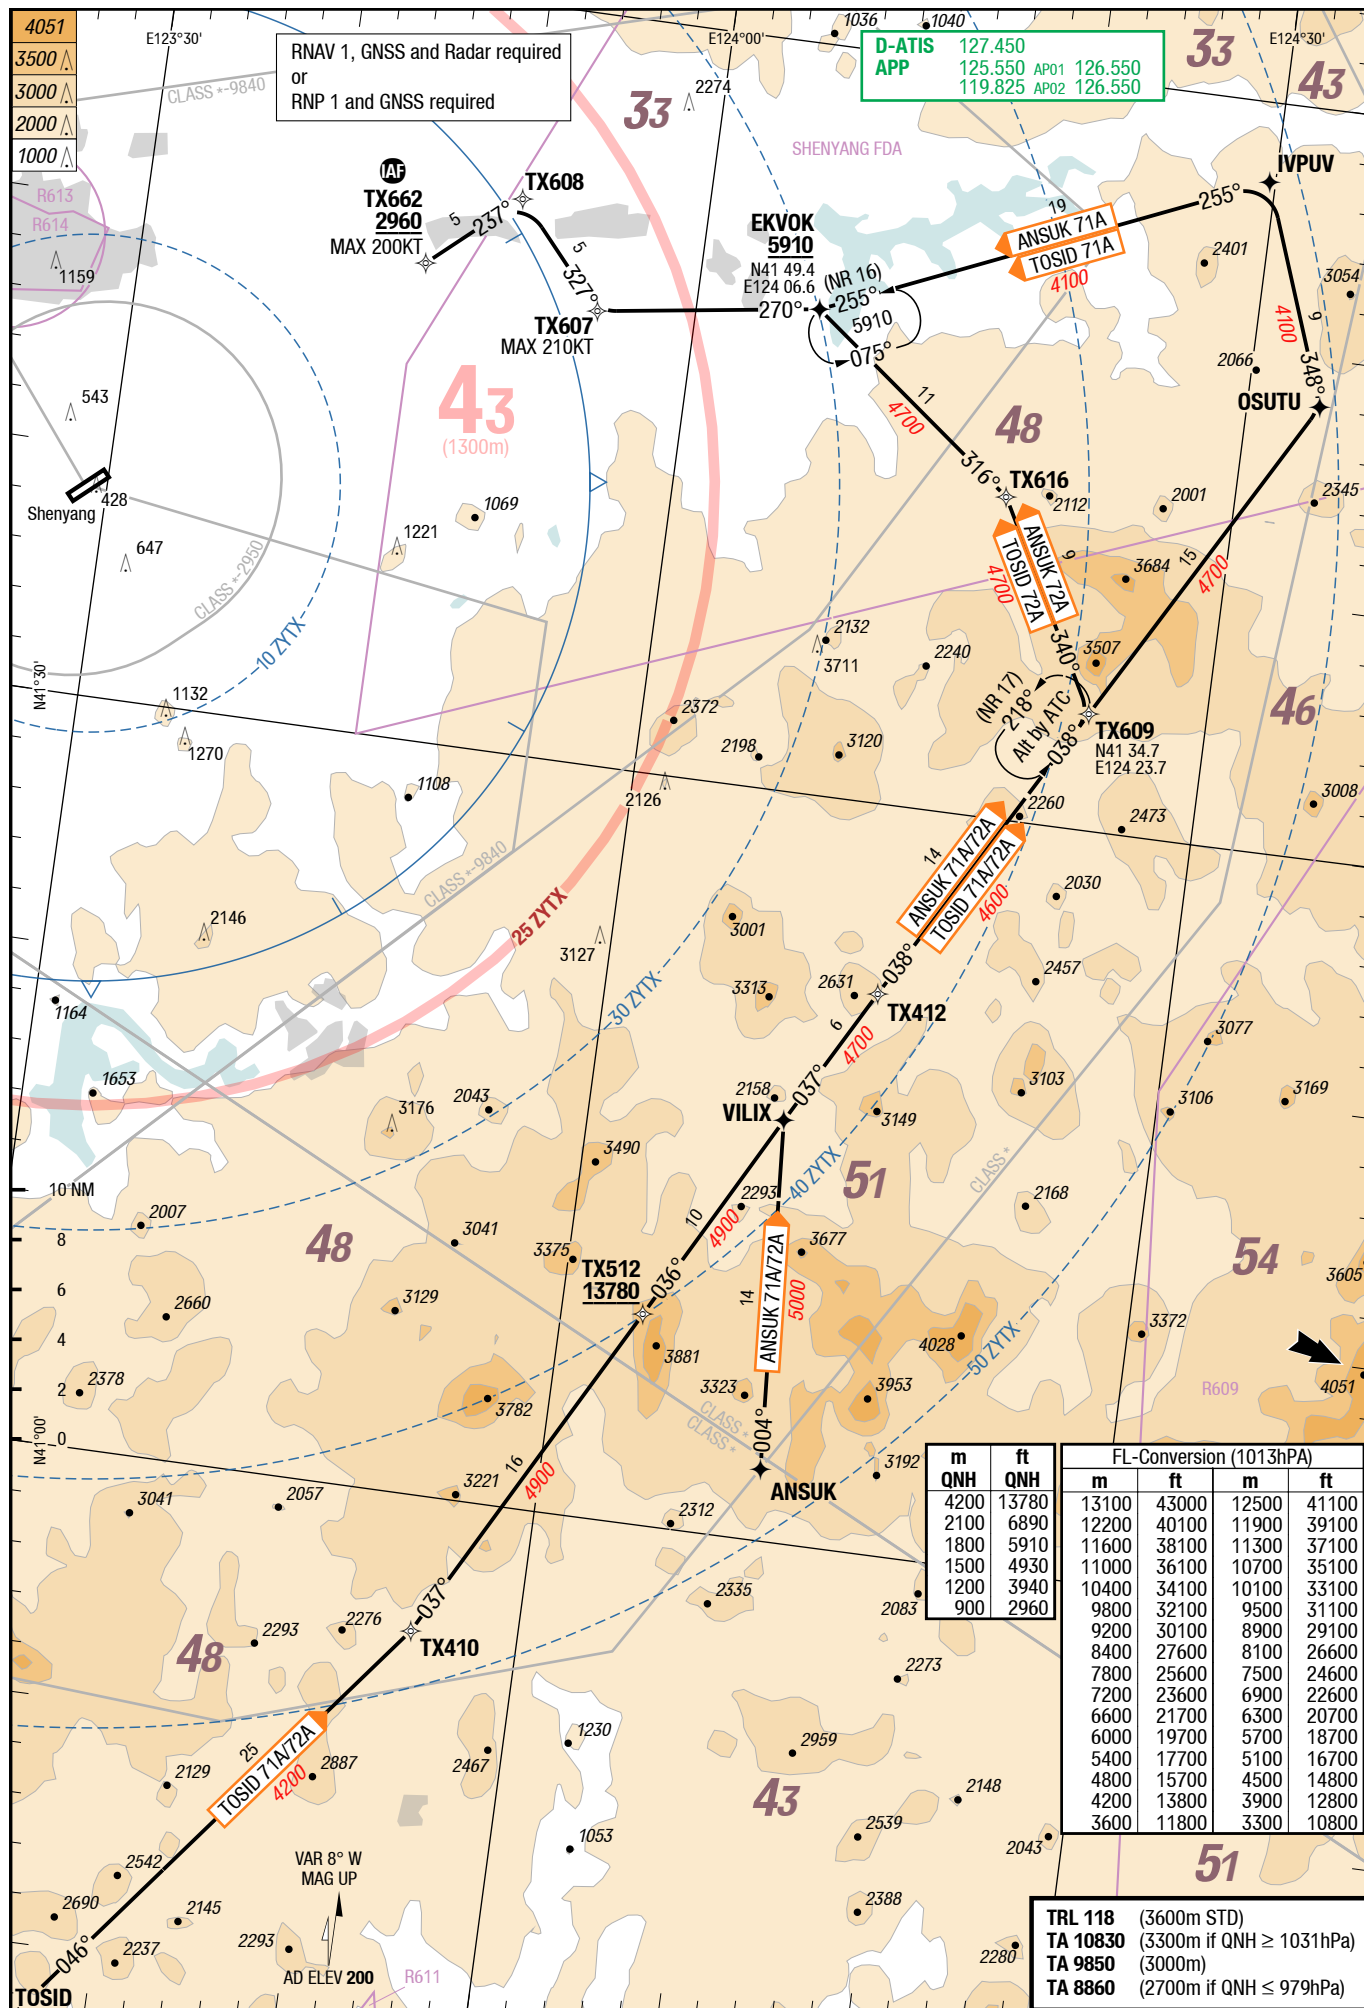 4051
3500
3000
2000
1000
E123°30'
RNAV 1, GNSS and Radar required
or
RNP 1 and GNSS required
E124°00'
1036
1040
E124°30'
D-ATIS 127.450
APP 125.550 AP01 126.550
119.825 AP02 126.550
33
43
CLASS *-9840
2274
33
SHENYANG FDA
R613
R614
1159
IAF
TX662
2960
MAX 200KT
5
237°
TX608
5
327°
TX607
MAX 210KT
EKVOK
5910
N41 49.4
E124 06.6
270°
(NR 16)
255°
5910
075°
19
ANSUK 71A
TOSID 71A
4100
255°
IVPUV
2401
3054
9
4100
348°
2066
OSUTU
543
428
Shenyang
647
CLASS *-2950
10 ZYTX
43
(1300m)
1069
1221
11
4700
48
316°
TX616
2112
2001
2345
9
ANSUK 72A
TOSID 72A
4700
340°
3684
3507
15
4700
2132
3711
2240
N41°30'
1132
1270
2372
2198
3120
2126
1108
(NR 17)
218°
Alt by ATC
038°
TX609
N41 34.7
E124 23.7
46
3008
2260
2473
14
ANSUK 71A/72A
TOSID 71A/72A
4600
2030
CLASS *-9840
25 ZYTX
2146
3127
3001
3313
2631
038°
2457
TX412
30 ZYTX
6
4700
3077
1164
1653
2043
3176
2158
037°
VILIX
3149
3103
3106
3169
3490
51
40 ZYTX
CLASS *
10 NM
8
6
4
2
0
2007
48
3041
3375
TX512
13780
036°
10
4900
2293
14
ANSUK 71A/72A
5000
3677
2168
54
3605
2660
3129
3881
4028
50 ZYTX
3372
4051
R609
2378
3782
3323
3953
CLASS *
CLASS *
004°
ANSUK
3192
N41°00'
3041
2057
3221
16
4900
2312
m ft
QNH QNH
4200 13780
2100 6890
1800 5910
1500 4930
1200 3940
900 2960
FL-Conversion (1013hPA)
m ft m ft
13100 43000 12500 41100
12200 40100 11900 39100
11600 38100 11300 37100
11000 36100 10700 35100
10400 34100 10100 33100
9800 32100 9500 31100
9200 30100 8900 29100
8400 27600 8100 26600
7800 25600 7500 24600
7200 23600 6900 22600
6600 21700 6300 20700
6000 19700 5700 18700
5400 17700 5100 16700
4800 15700 4500 14800
4200 13800 3900 12800
3600 11800 3300 10800
2335
2083
2293
2276
037°
TX410
48
2273
25
TOSID 71A/72A
4200
2129
2887
2467
1230
2959
43
2148
2539
2043
1053
51
2542
2690
2145
046°
2237
TOSID
VAR 8° W
MAG UP
2293
AD ELEV 200
R611
2388
2280
TRL 118 (3600m STD)
TA 10830 (3300m if QNH ≥ 1031hPa)
TA 9850 (3000m)
TA 8860 (2700m if QNH ≤ 979hPa)